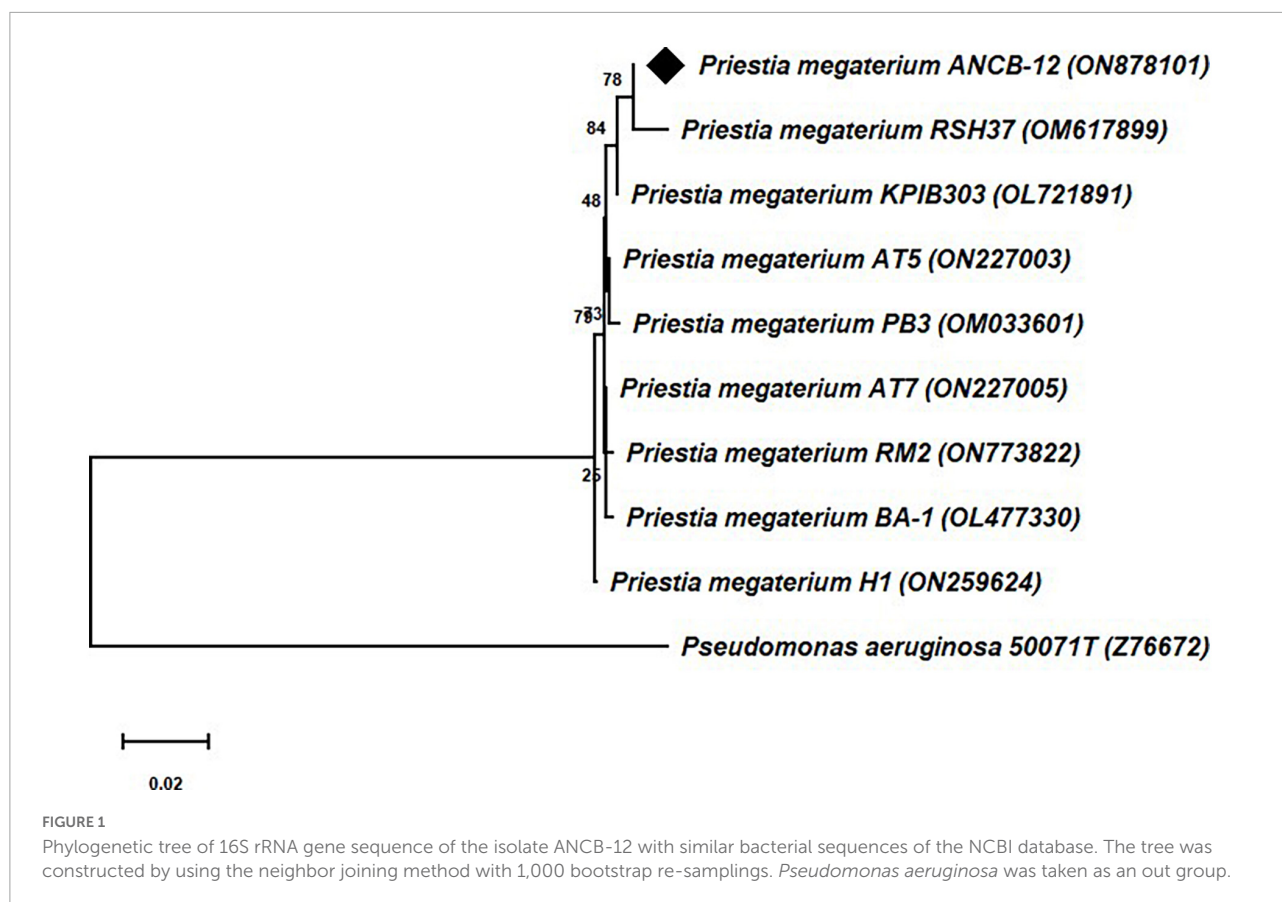 78
Priestia megaterium ANCB-12 (ON878101)
84
Priestia megaterium RSH37 (OM617899)
48
Priestia megaterium KPIB303 (OL721891)
Priestia megaterium AT5 (ON227003)
73
Priestia megaterium PB3 (OM033601)
Priestia megaterium AT7 (ON227005)
Priestia megaterium RM2 (ON773822)
25
Priestia megaterium BA-1 (OL477330)
Priestia megaterium H1 (ON259624)
Pseudomonas aeruginosa 50071T (Z76672)
0.02
FIGURE 1
Phylogenetic tree of 16S rRNA gene sequence of the isolate ANCB-12 with similar bacterial sequences of the NCBI database. The tree was
constructed by using the neighbor joining method with 1,000 bootstrap re-samplings. Pseudomonas aeruginosa was taken as an out group.